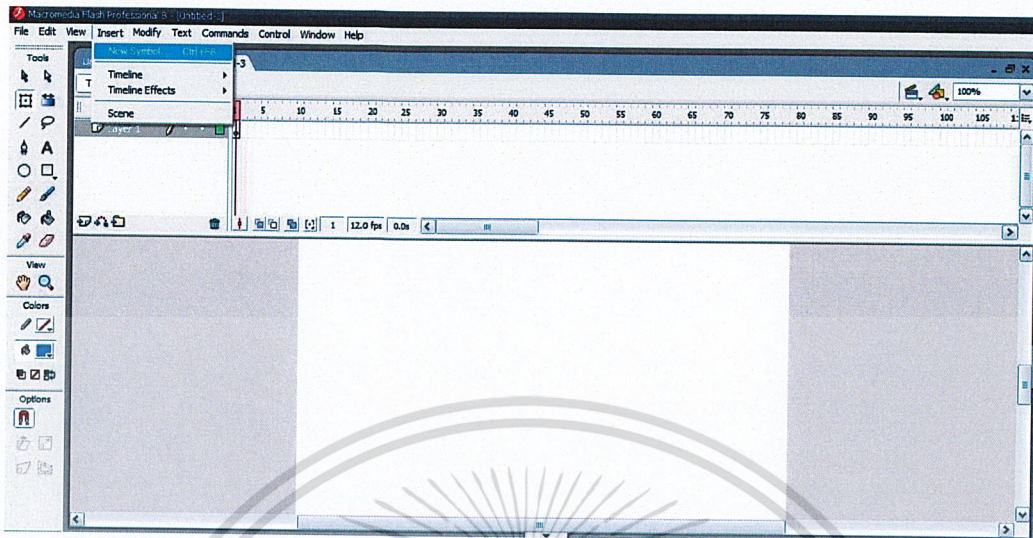 Macromedia Flash Professional 8 - [Untitled-3]
File Edit View Insert Modify Text Commands Control Window Help
Tools
New Symbol... Ctrl+F8
Timeline
Timeline Effects
Scene
-3
100%
5 10 15 20 25 30 35 40 45 50 55 60 65 70 75 80 85 90 95 100 105
Layer 1
1 12.0 fps 0.0s
View
Colors
Options